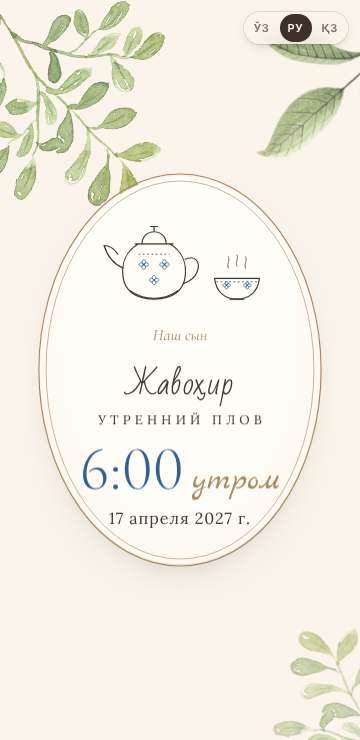 ЎЗ РУ ҚЗ
Наш сын
Жавоҳир
УТРЕННИЙ ПЛОВ
6:00 утром
17 апреля 2027 г.